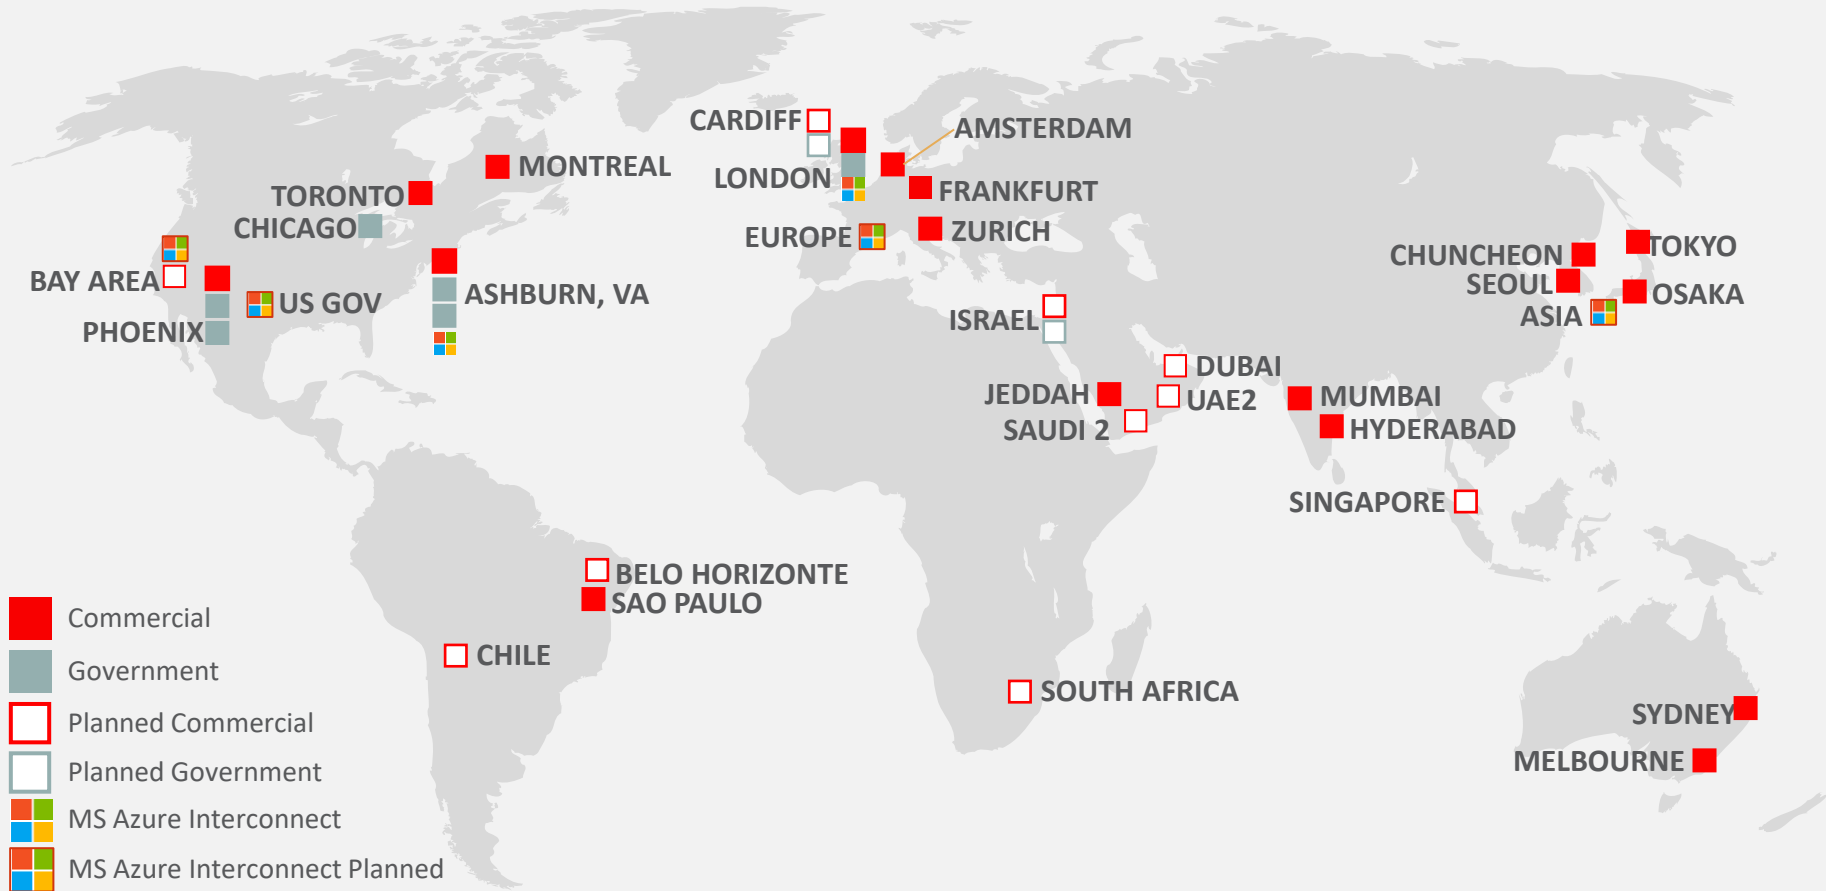 CARDIFF
AMSTERDAM
MONTREAL
LONDON
TORONTO
FRANKFURT
CHICAGO
EUROPE
ZURICH
TOKYO
CHUNCHEON
BAY AREA
SEOUL
ASHBURN, VA
OSAKA
US GOV
ASIA
ISRAEL
PHOENIX
DUBAI
JEDDAH
UAE2
MUMBAI
SAUDI 2
HYDERABAD
SINGAPORE
BELO HORIZONTE
SAO PAULO
CHILE
SOUTH AFRICA
SYDNEY
MELBOURNE
Commercial
Government
Planned Commercial
Planned Government
MS Azure Interconnect
MS Azure Interconnect Planned